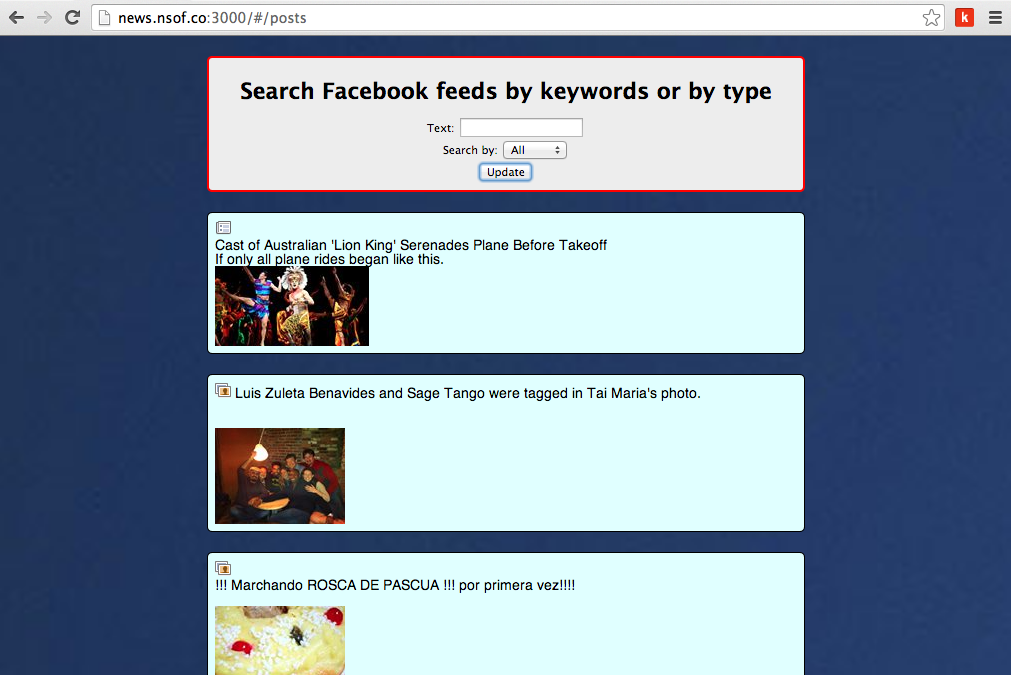 news.nsof.co:3000/#/posts
k
Search Facebook feeds by keywords or by type
Text:
Search by: All
Update
Cast of Australian 'Lion King' Serenades Plane Before Takeoff
If only all plane rides began like this.
Luis Zuleta Benavides and Sage Tango were tagged in Tai Maria's photo.
!!! Marchando ROSCA DE PASCUA !!! por primera vez!!!!